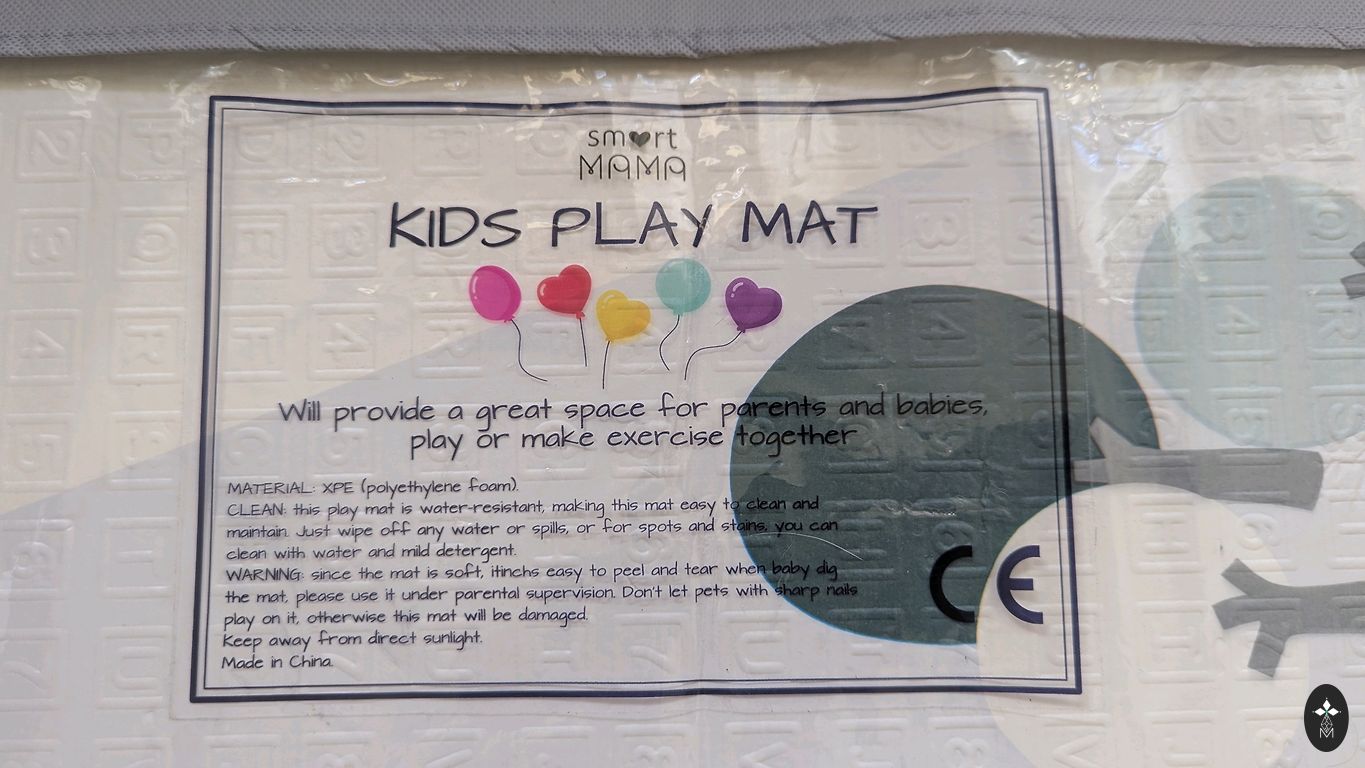 smart
MAMA
KIDS PLAY MAT
Will provide a great space for parents and babies,
play or make exercise together
MATERIAL: XPE (polyethylene foam).
CLEAN: this play mat is water-resistant, making this mat easy to clean and
maintain. Just wipe off any water or spills, or for spots and stains, you can
clean with water and mild detergent.
WARNING: since the mat is soft, itinchs easy to peel and tear when baby dig
the mat, please use it under parental supervision. Don't let pets with sharp nails
play on it, otherwise this mat will be damaged.
Keep away from direct sunlight.
Made in China.
CE
M